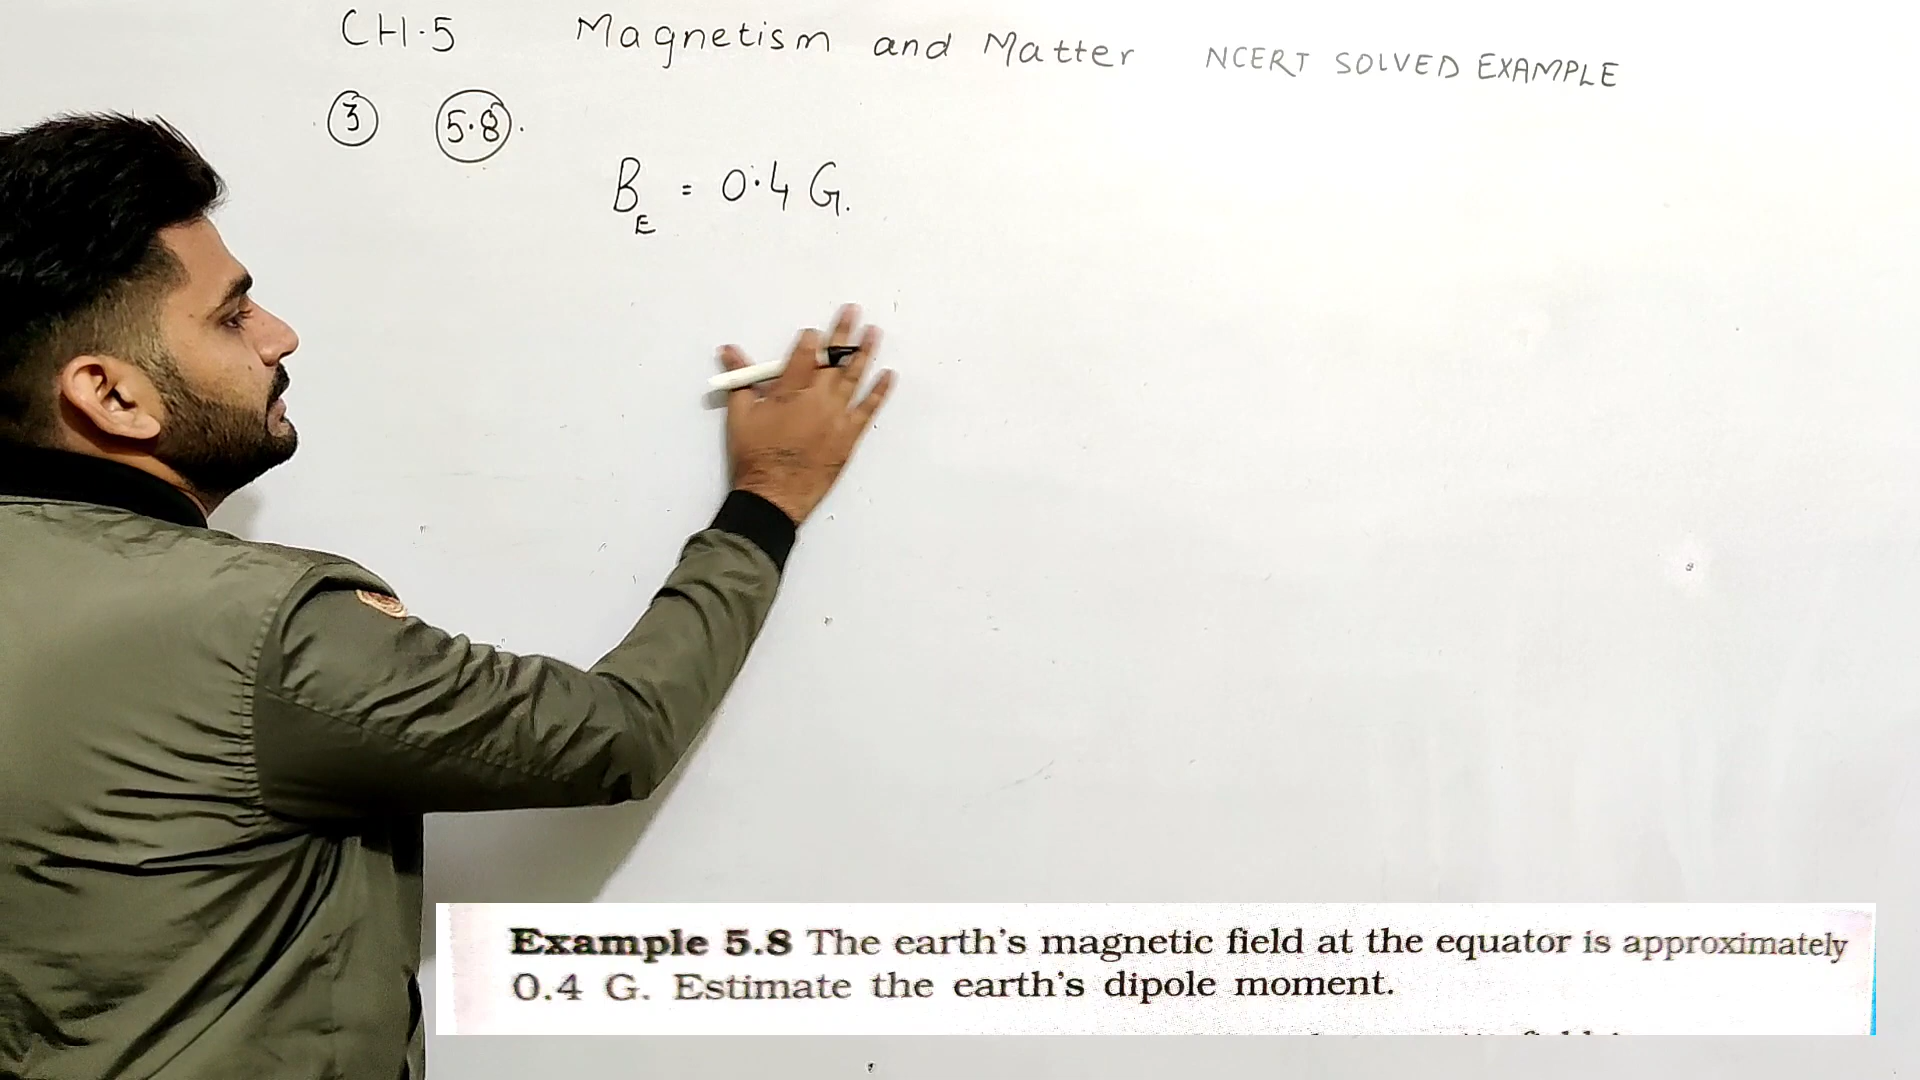 CH.5 Magnetism and Matter NCERT SOLVED EXAMPLE
3 5.8.
B_E = 0.4 G.
Example 5.8 The earth's magnetic field at the equator is approximately
0.4 G. Estimate the earth's dipole moment.